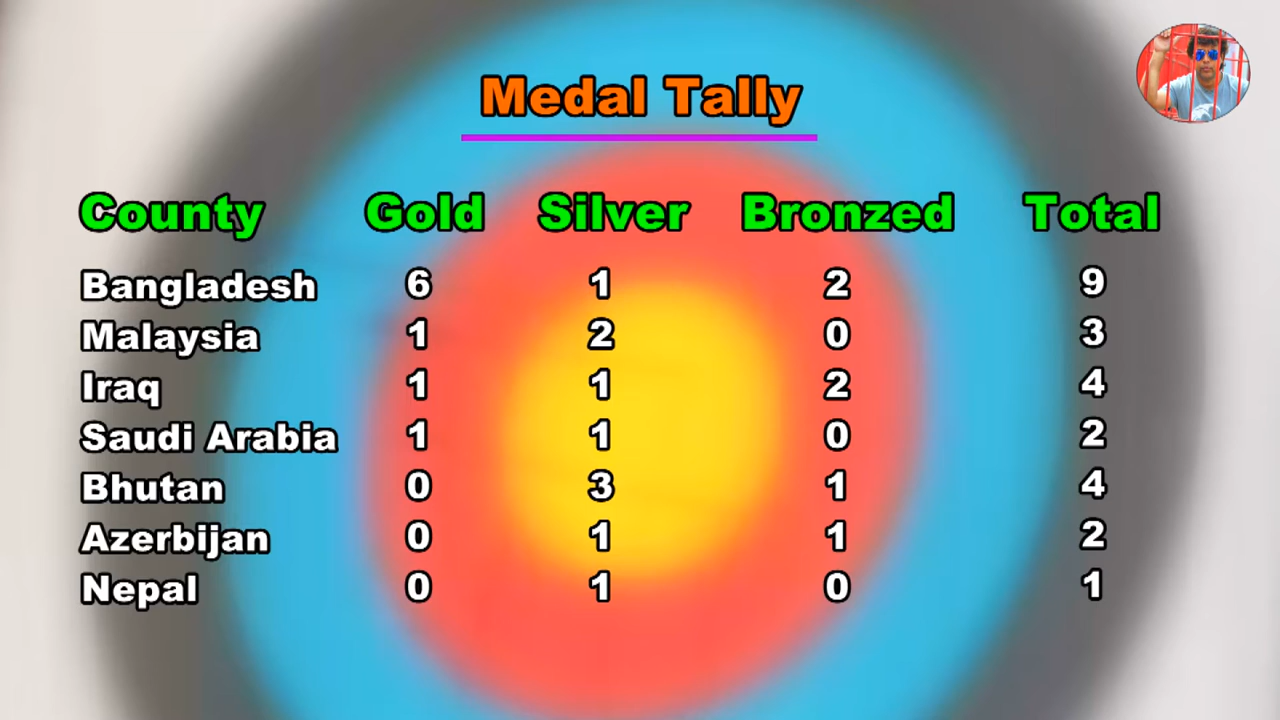 Medal Tally
County Gold Silver Bronzed Total
Bangladesh 6 1 2 9
Malaysia 1 2 0 3
Iraq 1 1 2 4
Saudi Arabia 1 1 0 2
Bhutan 0 3 1 4
Azerbijan 0 1 1 2
Nepal 0 1 0 1